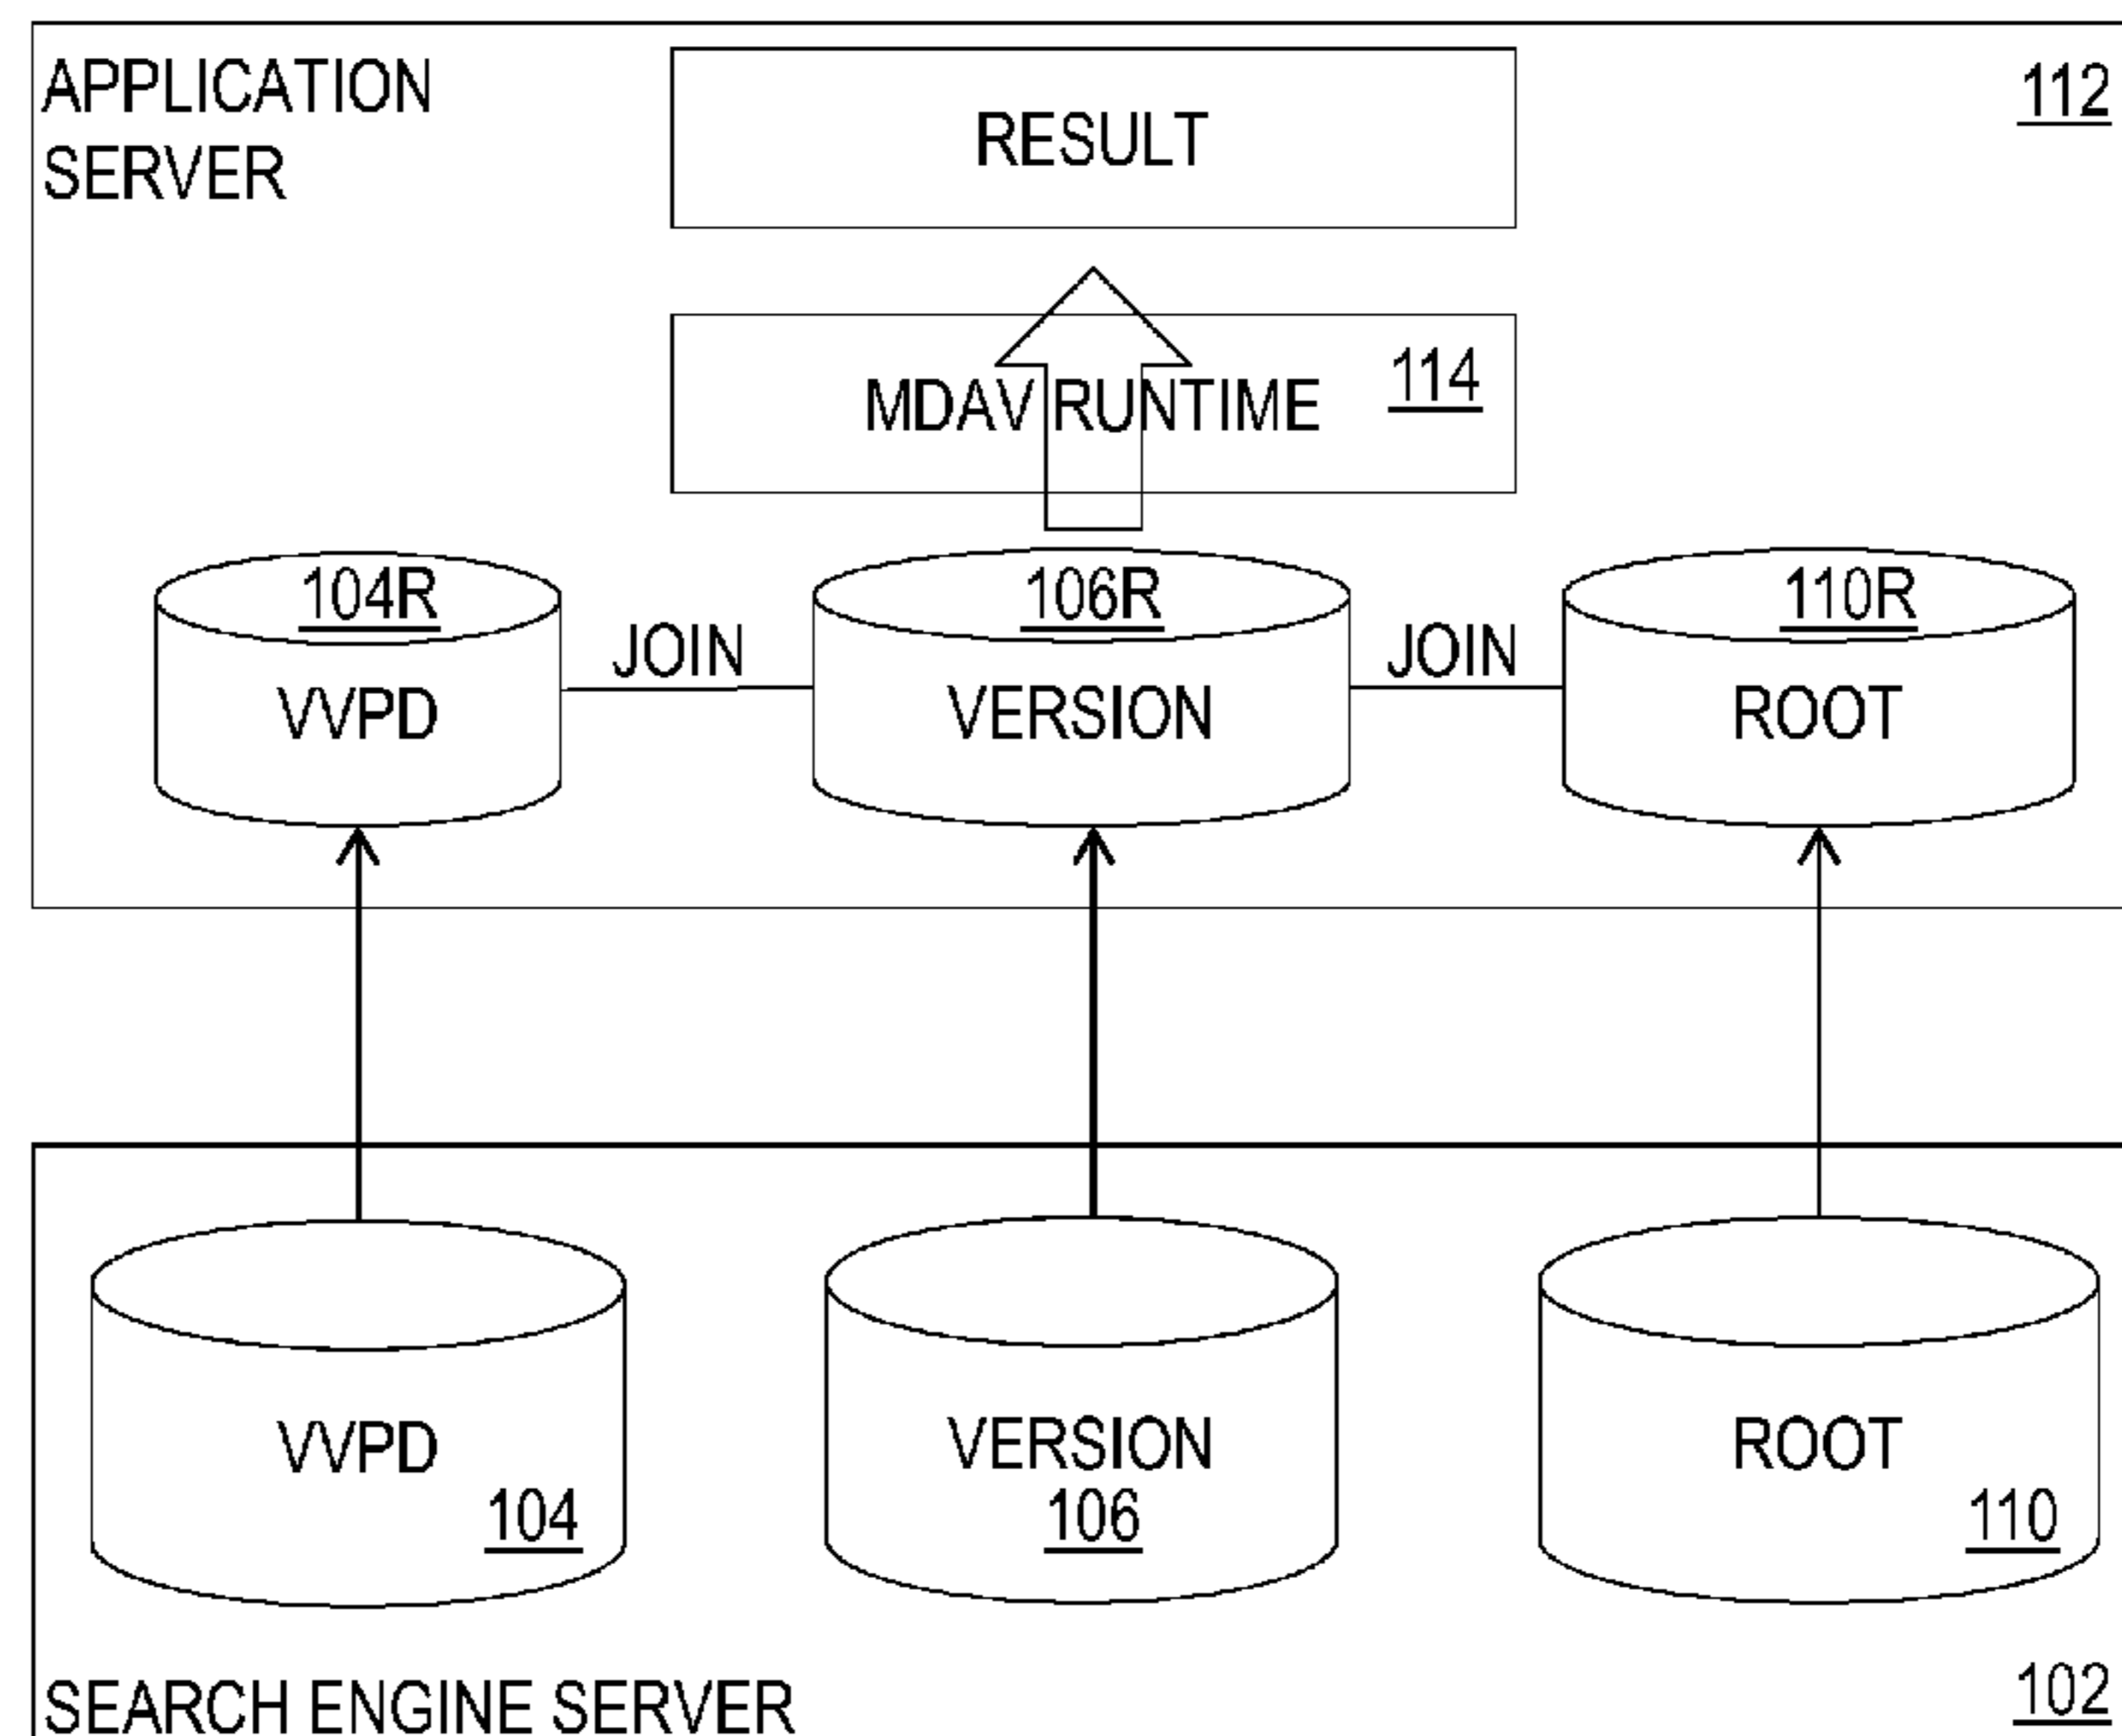 APPLICATION
SERVER
112
RESULT
MDAV RUNTIME
114
104R
106R
110R
JOIN
JOIN
VVPD
VERSION
ROOT
VVPD
VERSION
ROOT
104
106
110
SEARCH ENGINE SERVER
102